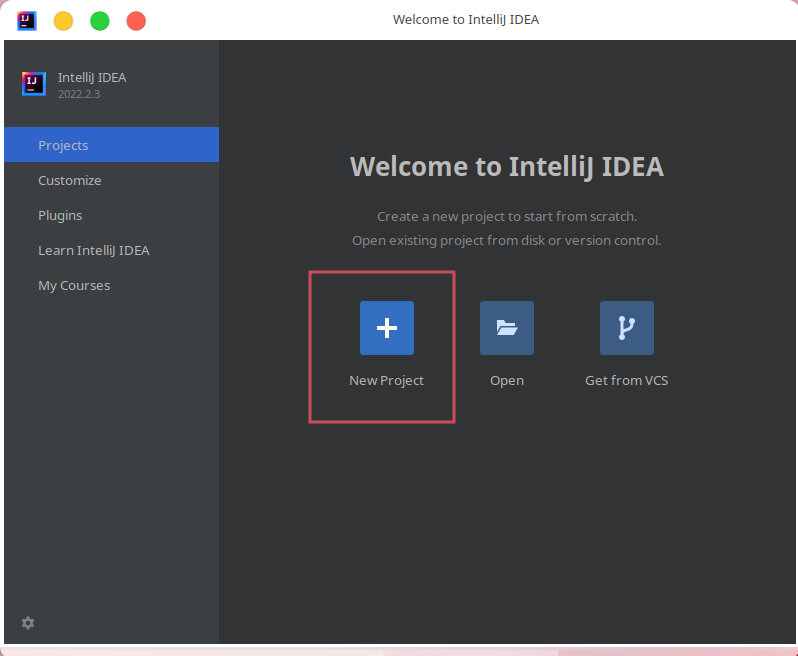 Welcome to IntelliJ IDEA
IJ
IntelliJ IDEA
2022.2.3
Projects
Customize
Plugins
Learn IntelliJ IDEA
My Courses
Welcome to IntelliJ IDEA
Create a new project to start from scratch.
Open existing project from disk or version control.
New Project
Open
Get from VCS